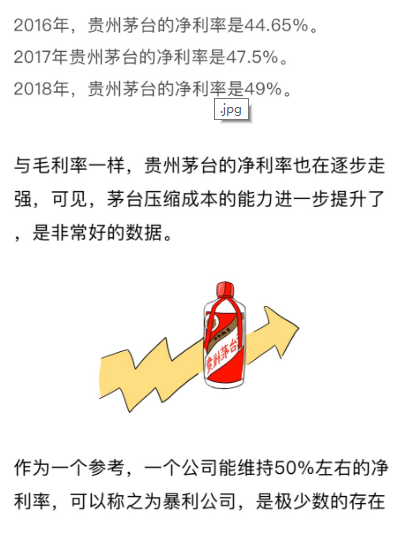 2016年，贵州茅台的净利率是44.65%。
2017年贵州茅台的净利率是47.5%。
2018年，贵州茅台的净利率是49%。
.jpg
与毛利率一样，贵州茅台的净利率也在逐步走
强，可见，茅台压缩成本的能力进一步提升了
，是非常好的数据。
贵州茅台
作为一个参考，一个公司能维持50%左右的净
利率，可以称之为暴利公司，是极少数的存在